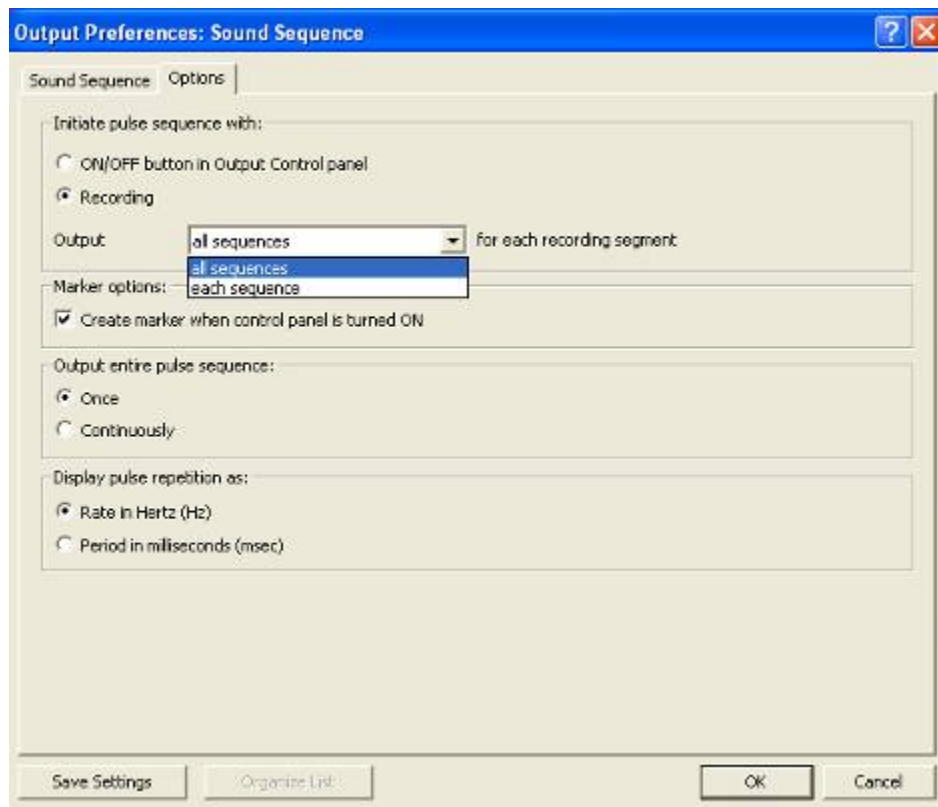 Output Preferences: Sound Sequence
Sound Sequence Options
Initiate pulse sequence with:
ON/OFF button in Output Control panel
Recording
Output all sequences for each recording segment
all sequences
each sequence
Marker options:
Create marker when control panel is turned ON
Output entire pulse sequence:
Once
Continuously
Display pulse repetition as:
Rate in Hertz (Hz)
Period in milliseconds (msec)
Save Settings Organize List OK Cancel